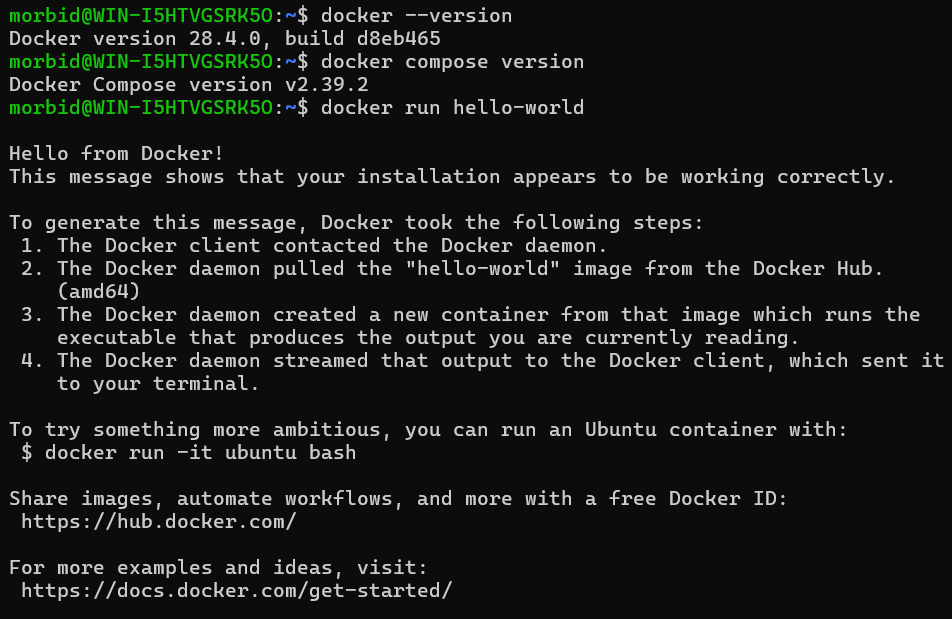 morbid@WIN-I5HTVGSRK5O:~$ docker --version
Docker version 28.4.0, build d8eb465
morbid@WIN-I5HTVGSRK5O:~$ docker compose version
Docker Compose version v2.39.2
morbid@WIN-I5HTVGSRK5O:~$ docker run hello-world

Hello from Docker!
This message shows that your installation appears to be working correctly.

To generate this message, Docker took the following steps:
 1. The Docker client contacted the Docker daemon.
 2. The Docker daemon pulled the "hello-world" image from the Docker Hub.
    (amd64)
 3. The Docker daemon created a new container from that image which runs the
    executable that produces the output you are currently reading.
 4. The Docker daemon streamed that output to the Docker client, which sent it
    to your terminal.

To try something more ambitious, you can run an Ubuntu container with:
 $ docker run -it ubuntu bash

Share images, automate workflows, and more with a free Docker ID:
 https://hub.docker.com/

For more examples and ideas, visit:
 https://docs.docker.com/get-started/